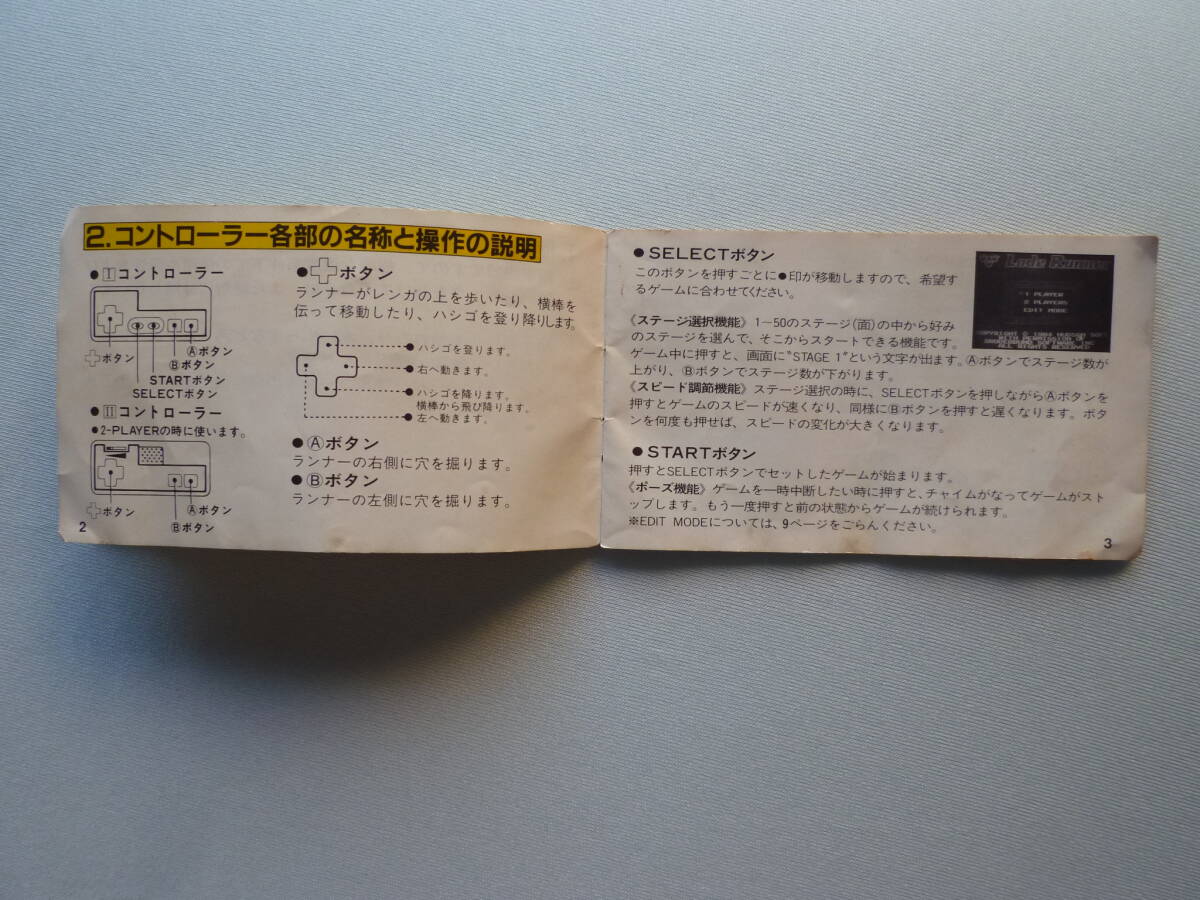 2.コントローラー各部の名称と操作の説明
●Ⅰコントローラー
ボタン
Ⓐボタン
Ⓑボタン
STARTボタン
SELECTボタン
●Ⅱコントローラー
●2-PLAYERの時に使います。
ボタン
Ⓐボタン
Ⓑボタン
2
●ボタン
ランナーがレンガの上を歩いたり、横棒を
伝って移動したり、ハシゴを登り降りします。
ハシゴを登ります。
右へ動きます。
ハシゴを降ります。
横棒から飛び降ります。
左へ動きます。
●Ⓐボタン
ランナーの右側に穴を掘ります。
●Ⓑボタン
ランナーの左側に穴を掘ります。
●SELECTボタン
このボタンを押すごとに●印が移動しますので、希望す
るゲームに合わせてください。
《ステージ選択機能》1〜50のステージ(面)の中から好み
のステージを選んで、そこからスタートできる機能です。
ゲーム中に押すと、画面に"STAGE 1"という文字が出ます。Ⓐボタンでステージ数が
上がり、Ⓑボタンでステージ数が下がります。
《スピード調節機能》ステージ選択の時に、SELECTボタンを押しながらⒶボタンを
押すとゲームのスピードが速くなり、同様にⒷボタンを押すと遅くなります。ボタ
ンを何度も押せば、スピードの変化が大きくなります。
●STARTボタン
押すとSELECTボタンでセットしたゲームが始まります。
《ポーズ機能》ゲームを一時中断したい時に押すと、チャイムがなってゲームがスト
ップします。もう一度押すと前の状態からゲームが続けられます。
※EDIT MODEについては、9ページをごらんください。
3
Lode Runner
1 PLAYER
2 PLAYERS
EDIT MODE
COPYRIGHT © 1984 HUDSON SOFT